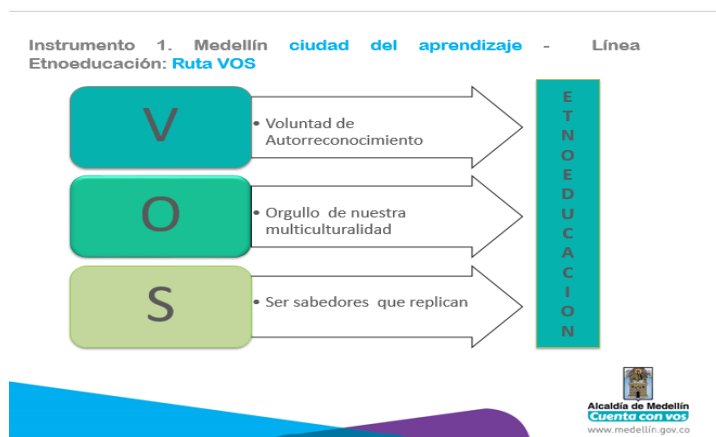 Instrumento 1. Medellín ciudad del aprendizaje - Línea
Etnoeducación: Ruta VOS
V
• Voluntad de
Autorreconocimiento
O
• Orgullo de nuestra
multiculturalidad
S
• Ser sabedores que replican
ETNOEDUCACION
Alcaldía de Medellín
Cuenta con vos
www.medellin.gov.co